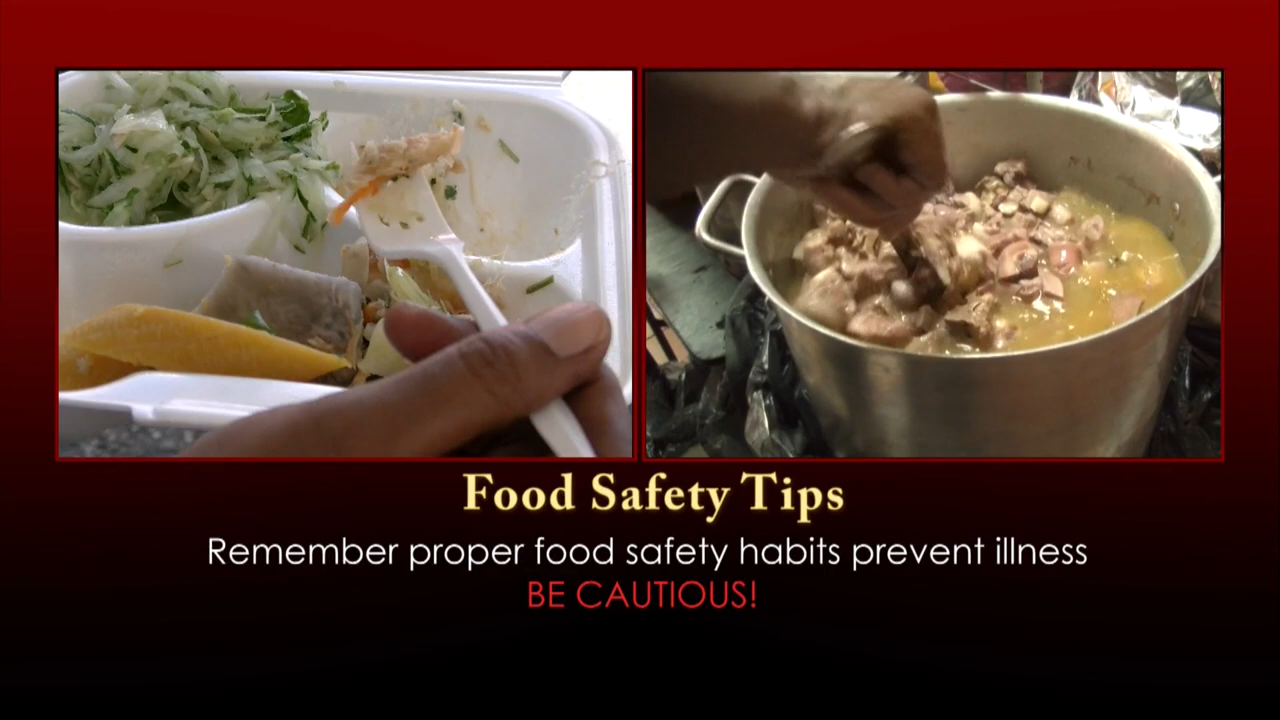 Food Safety Tips
Remember proper food safety habits prevent illness
BE CAUTIOUS!